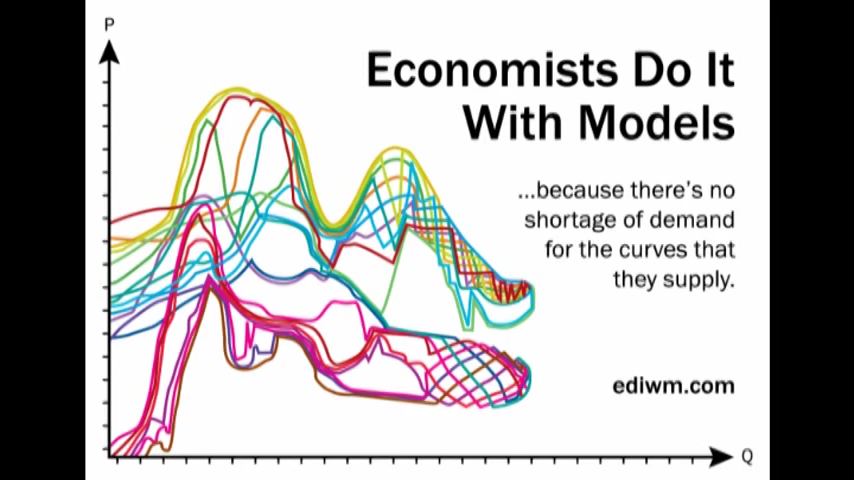 P
Economists Do It
With Models
...because there's no
shortage of demand
for the curves that
they supply.
ediwm.com
Q